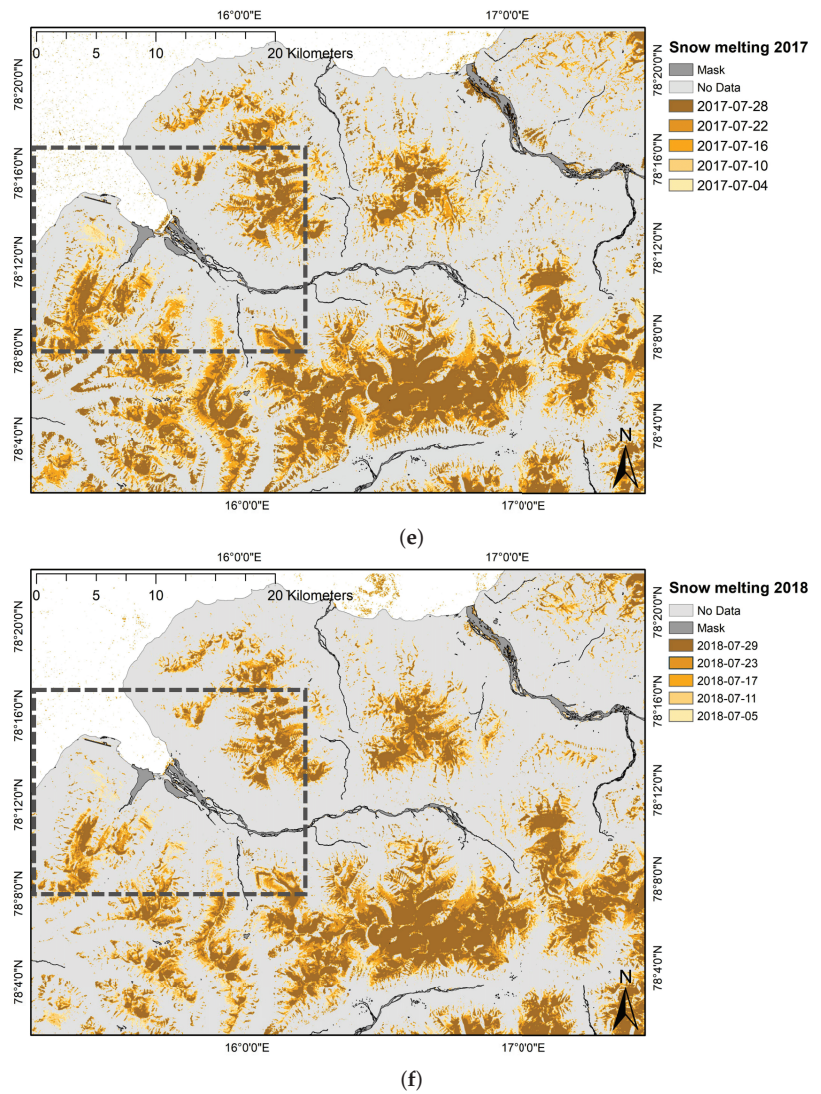 16°0'0"E 17°0'0"E
0 5 10 20 Kilometers
Snow melting 2017
Mask
No Data
2017-07-28
2017-07-22
2017-07-16
2017-07-10
2017-07-04
78°20'0"N
78°16'0"N
78°12'0"N
78°8'0"N
78°4'0"N
78°20'0"N
78°16'0"N
78°12'0"N
78°8'0"N
78°4'0"N
N
16°0'0"E 17°0'0"E
(e)
16°0'0"E 17°0'0"E
0 5 10 20 Kilometers
Snow melting 2018
No Data
Mask
2018-07-29
2018-07-23
2018-07-17
2018-07-11
2018-07-05
78°20'0"N
78°16'0"N
78°12'0"N
78°8'0"N
78°4'0"N
78°20'0"N
78°16'0"N
78°12'0"N
78°8'0"N
78°4'0"N
N
16°0'0"E 17°0'0"E
(f)